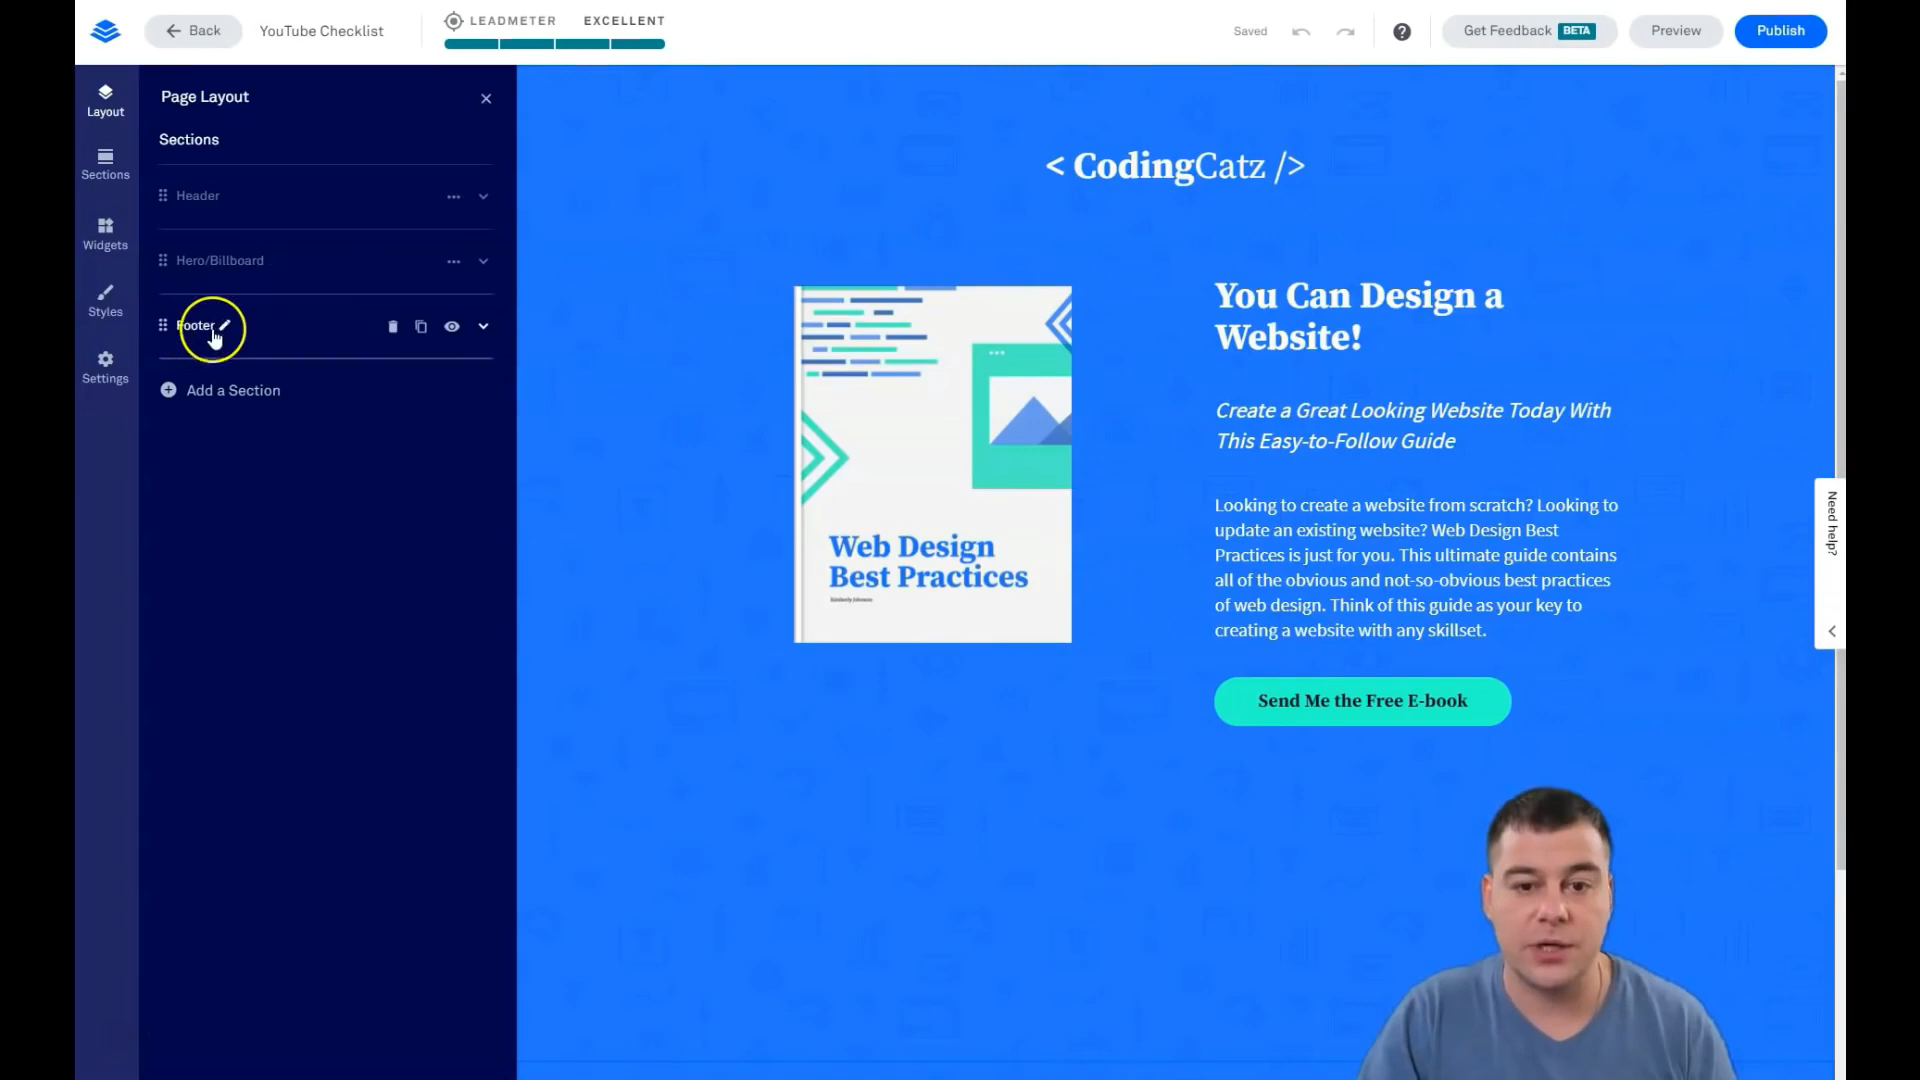 Back
YouTube Checklist
LEADMETER EXCELLENT
Saved
Get Feedback BETA
Preview
Publish
Layout
Sections
Widgets
Styles
Settings
Page Layout
Sections
Header
Hero/Billboard
Footer
Add a Section
< CodingCatz />
Web Design
Best Practices
Kimberly Johnson
You Can Design a
Website!
Create a Great Looking Website Today With
This Easy-to-Follow Guide
Looking to create a website from scratch? Looking to
update an existing website? Web Design Best
Practices is just for you. This ultimate guide contains
all of the obvious and not-so-obvious best practices
of web design. Think of this guide as your key to
creating a website with any skillset.
Send Me the Free E-book
Need help?